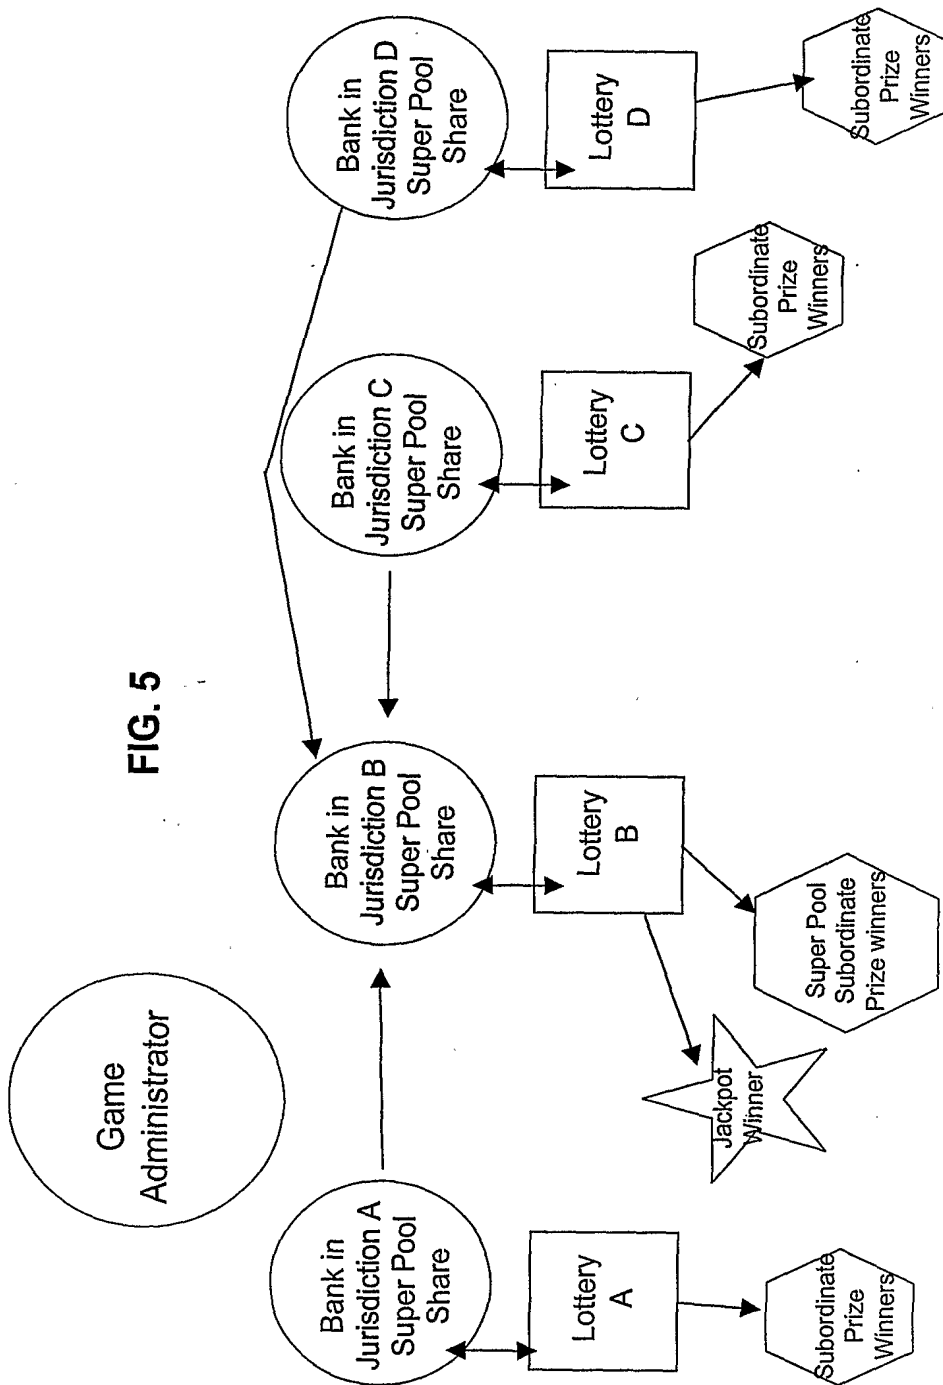 FIG. 5
Game
Administrator
Bank in
Jurisdiction A
Super Pool
Share
Bank in
Jurisdiction B
Super Pool
Share
Bank in
Jurisdiction C
Super Pool
Share
Bank in
Jurisdiction D
Super Pool
Share
Lottery
A
Lottery
B
Lottery
C
Lottery
D
Subordinate
Prize
Winners
Jackpot
Winner
Super Pool
Subordinate
Prize winners
Subordinate
Prize
Winners
Subordinate
Prize
Winners